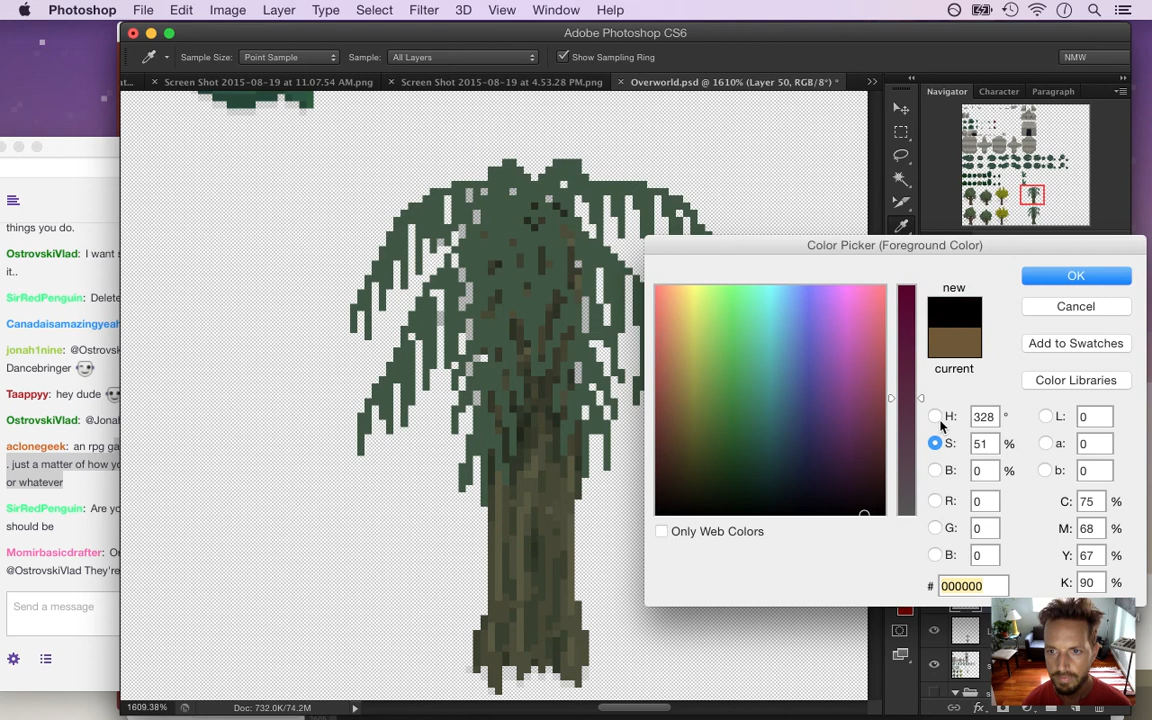 Photoshop File Edit Image Layer Type Select Filter 3D View Window Help
Adobe Photoshop CS6
Sample Size: Point Sample Sample: All Layers Show Sampling Ring NMW
Screen Shot 2015-08-19 at 11.07.54 AM.png Screen Shot 2015-08-19 at 4.53.28 PM.png Overworld.psd @ 1610% (Layer 50, RGB/8*) *
Navigator Character Paragraph
things you do.
OstrovskiVlad: I want
it..
SirRedPenguin: Delete
Canadaisamazingyeah
jonah1nine: @Ostrovsk
Dancebringer
Taappyy: hey dude
OstrovskiVlad: @Jona
aclonegeek: an rpg ga
. just a matter of how yo
or whatever
SirRedPenguin: Are yo
should be
Momirbasicdrafter: Or
@OstrovskiVlad They're
Send a message
Color Picker (Foreground Color)
new
current
OK
Cancel
Add to Swatches
Color Libraries
H: 328 ° L: 0
S: 51 % a: 0
B: 0 % b: 0
R: 0 C: 75 %
G: 0 M: 68 %
B: 0 Y: 67 %
# 000000 K: 90 %
Only Web Colors
1609.38% Doc: 732.0K/74.2M
fx